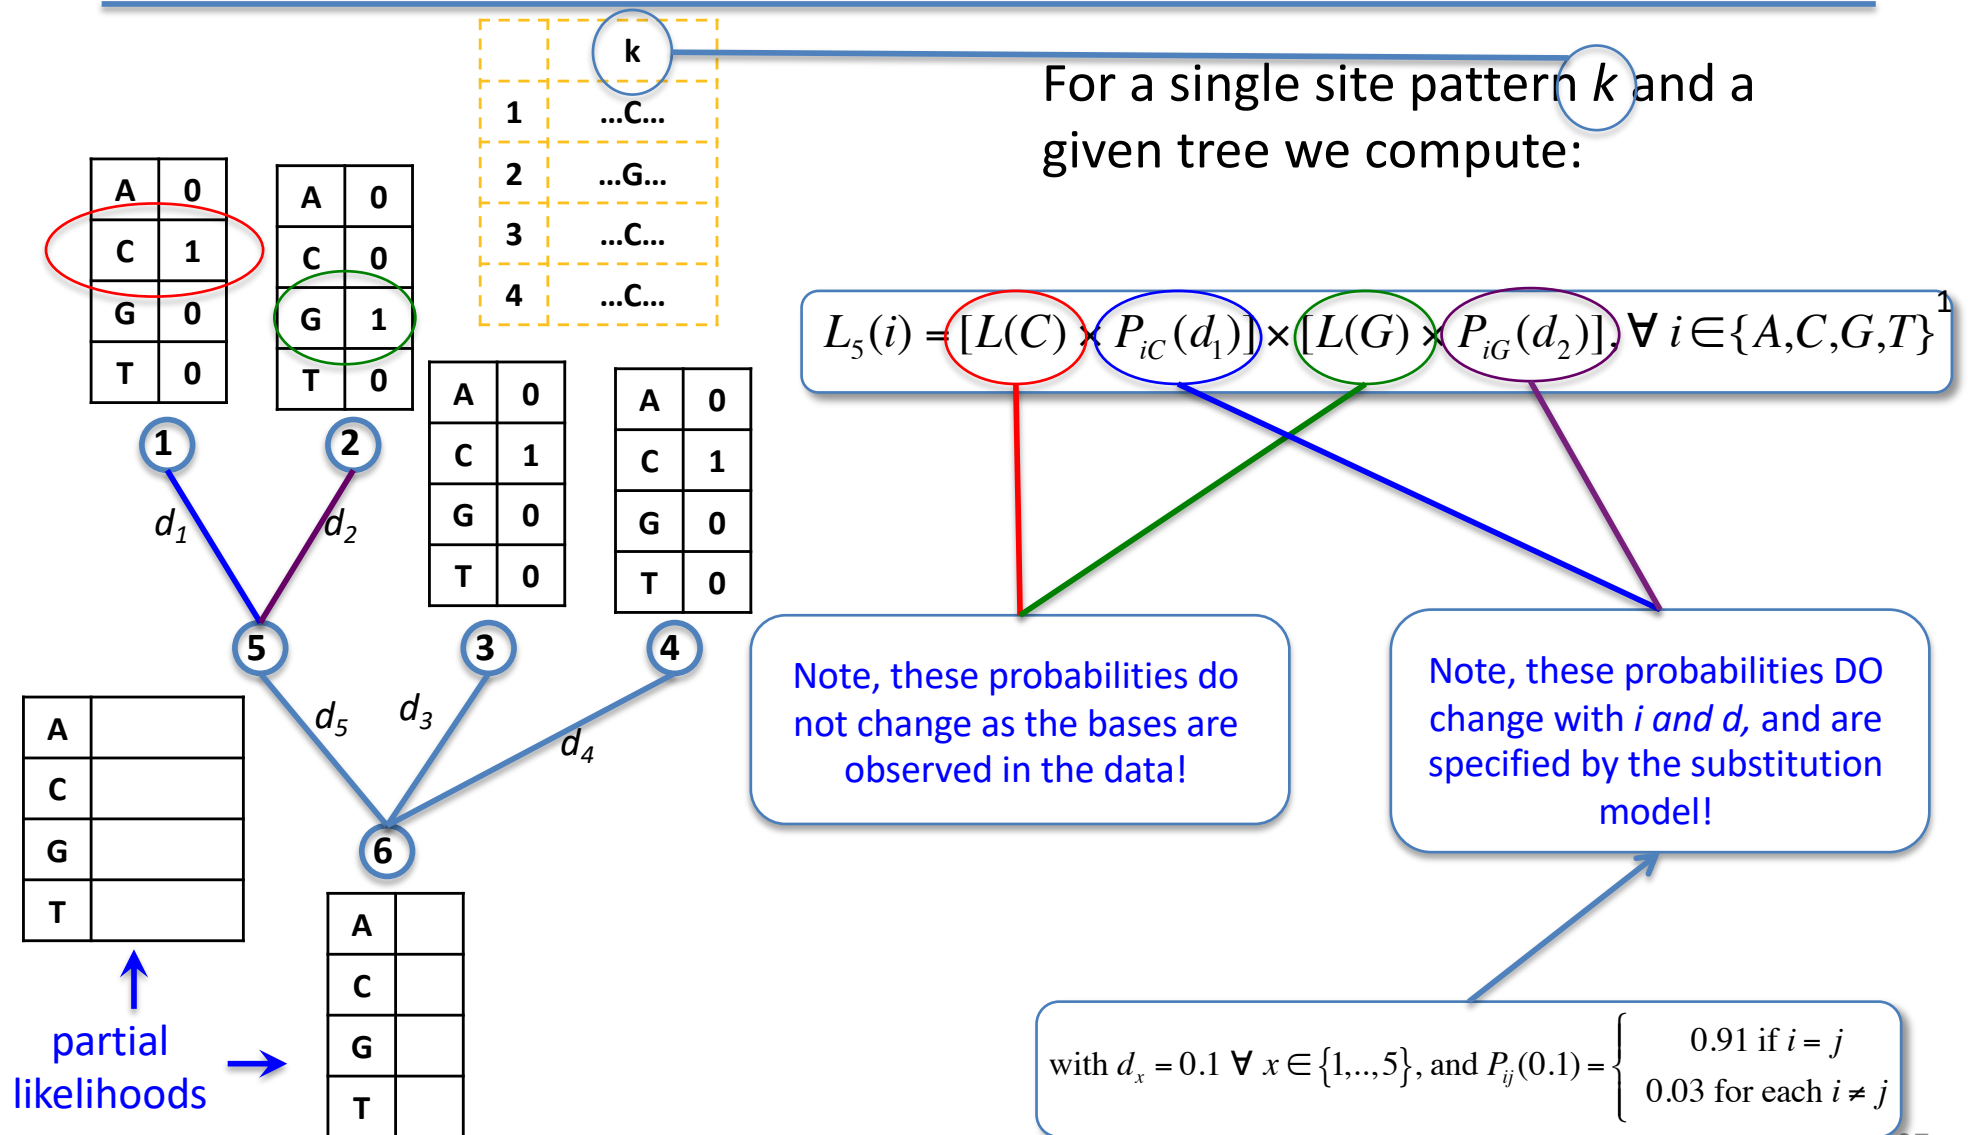 k
1 ...C...
2 ...G...
3 ...C...
4 ...C...
For a single site pattern k and a
given tree we compute:
A 0
C 1
G 0
T 0
A 0
C 0
G 1
T 0
A 0
C 1
G 0
T 0
A 0
C 1
G 0
T 0
1
2
d₁
d₂
5
3
4
d₅
d₃
d₄
6
A
C
G
T
A
C
G
T
partial
likelihoods
L₅(i) = [L(C) × P_iC(d₁)] × [L(G) × P_iG(d₂)], ∀ i ∈ {A,C,G,T}¹
Note, these probabilities do
not change as the bases are
observed in the data!
Note, these probabilities DO
change with i and d, and are
specified by the substitution
model!
with dₓ = 0.1 ∀ x ∈ {1,..,5}, and P_ij(0.1) = {
0.91 if i = j
0.03 for each i ≠ j